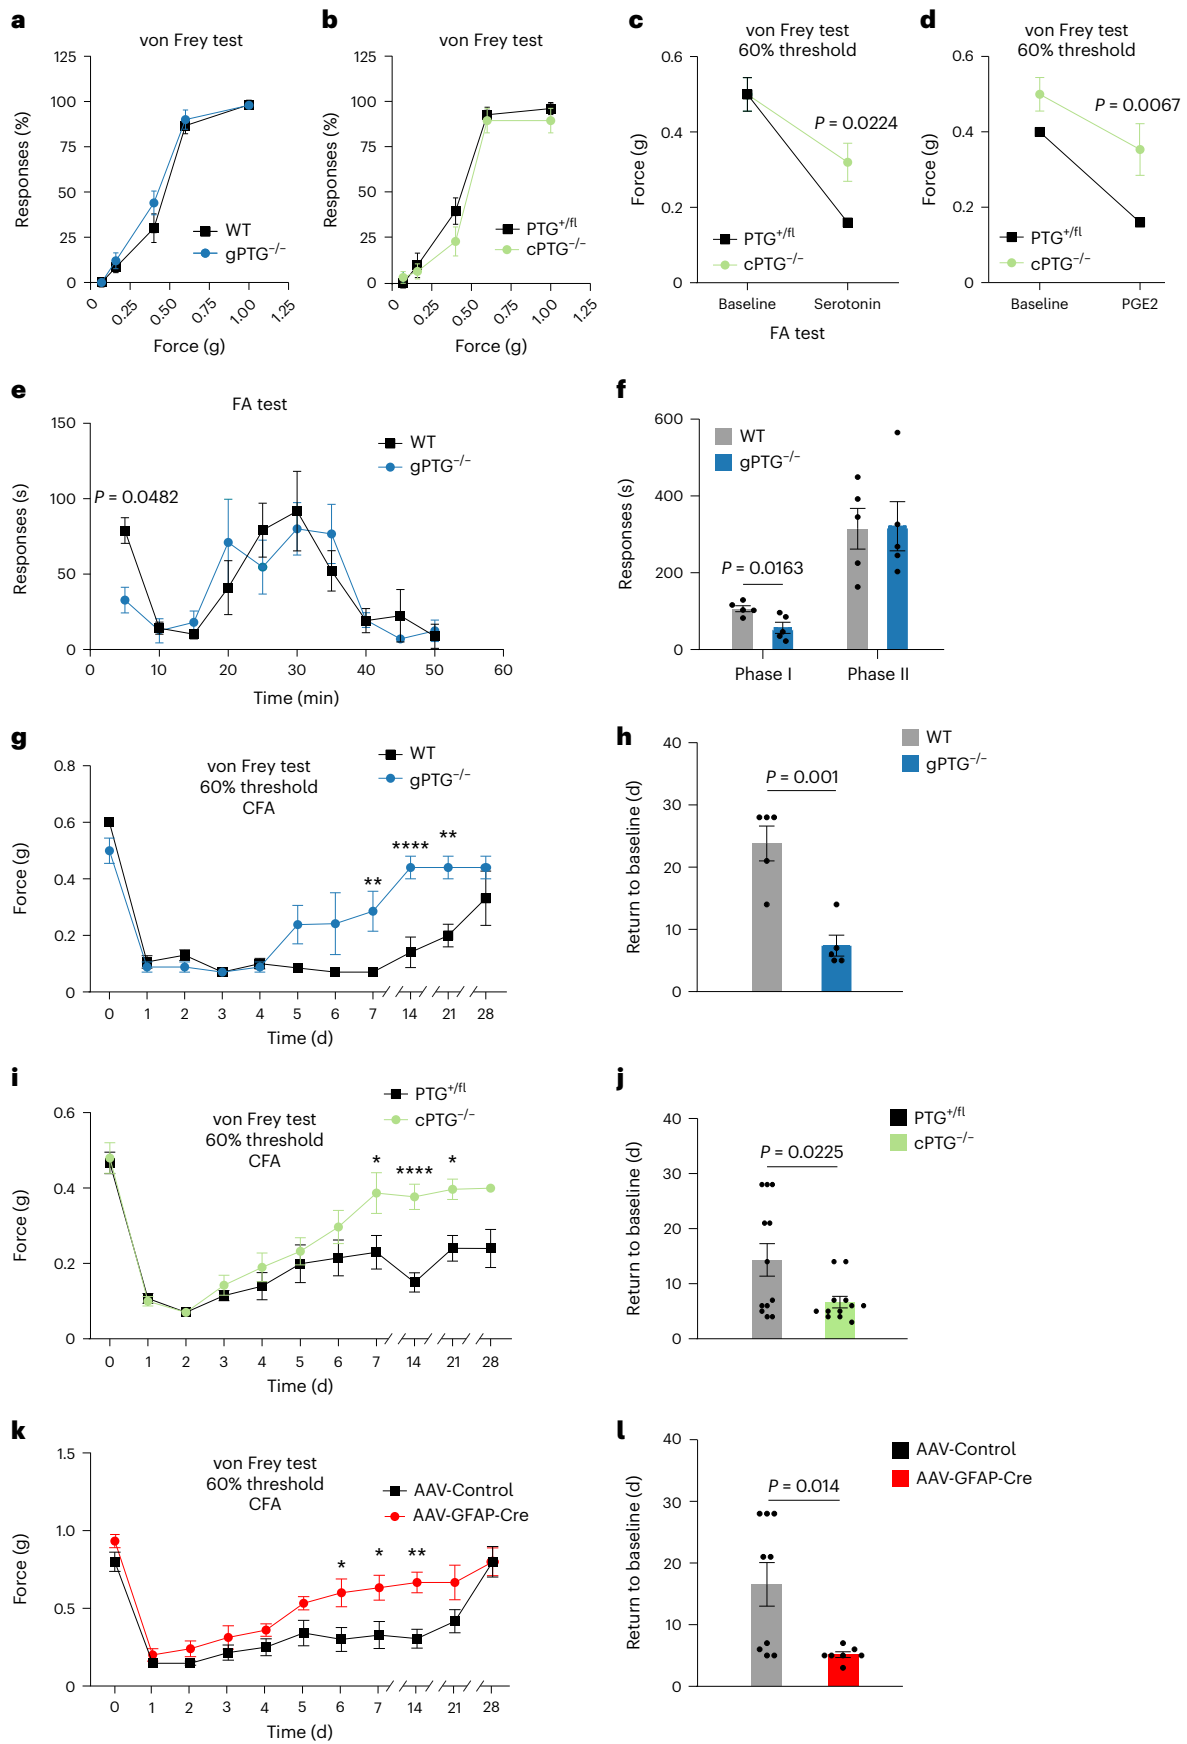 a
von Frey test
125
100
75
50
25
0
Responses (%)
WT
gPTG−/−
0
0.25
0.50
0.75
1.00
1.25
Force (g)
b
von Frey test
125
100
75
50
25
0
Responses (%)
PTG+/fl
cPTG−/−
0
0.25
0.50
0.75
1.00
1.25
Force (g)
c
von Frey test
60% threshold
0.6
0.4
0.2
0
Force (g)
P = 0.0224
PTG+/fl
cPTG−/−
Baseline
Serotonin
FA test
d
von Frey test
60% threshold
0.6
0.4
0.2
0
Force (g)
P = 0.0067
PTG+/fl
cPTG−/−
Baseline
PGE2
e
FA test
150
100
50
0
Responses (s)
WT
gPTG−/−
P = 0.0482
0
10
20
30
40
50
60
Time (min)
f
600
400
200
0
Responses (s)
WT
gPTG−/−
P = 0.0163
Phase I
Phase II
g
von Frey test
60% threshold
CFA
WT
gPTG−/−
0.8
0.6
0.4
0.2
0
Force (g)
**
****
**
0
1
2
3
4
5
6
7
14
21
28
Time (d)
h
WT
gPTG−/−
40
30
20
10
0
Return to baseline (d)
P = 0.001
i
von Frey test
60% threshold
CFA
PTG+/fl
cPTG−/−
0.6
0.4
0.2
0
Force (g)
*
****
*
0
1
2
3
4
5
6
7
14
21
28
Time (d)
j
PTG+/fl
cPTG−/−
40
30
20
10
0
Return to baseline (d)
P = 0.0225
k
von Frey test
60% threshold
CFA
AAV-Control
AAV-GFAP-Cre
1.5
1.0
0.5
0
Force (g)
*
*
**
0
1
2
3
4
5
6
7
14
21
28
Time (d)
l
AAV-Control
AAV-GFAP-Cre
40
30
20
10
0
Return to baseline (d)
P = 0.014